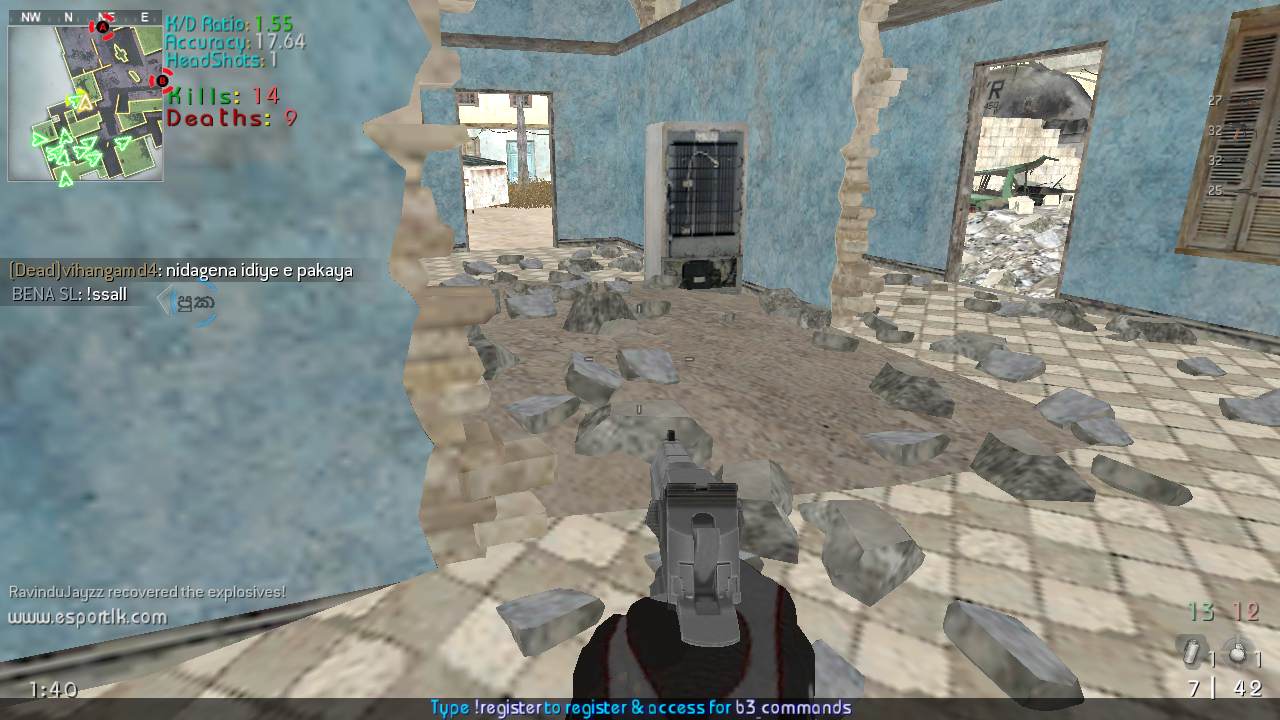 NW N NE E
A
B
K/D Ratio: 1.55
Accuracy: 17.64
HeadShots: 1
Kills: 14
Deaths: 9
27
32
32
25
(Dead)vihangamd4: nidagena idiye e pakaya
BENA SL: !ssall
RavinduJayzz recovered the explosives!
www.esportlk.com
1:40
13 12
1 1
7 | 42
Type !register to register & access for b3 commands